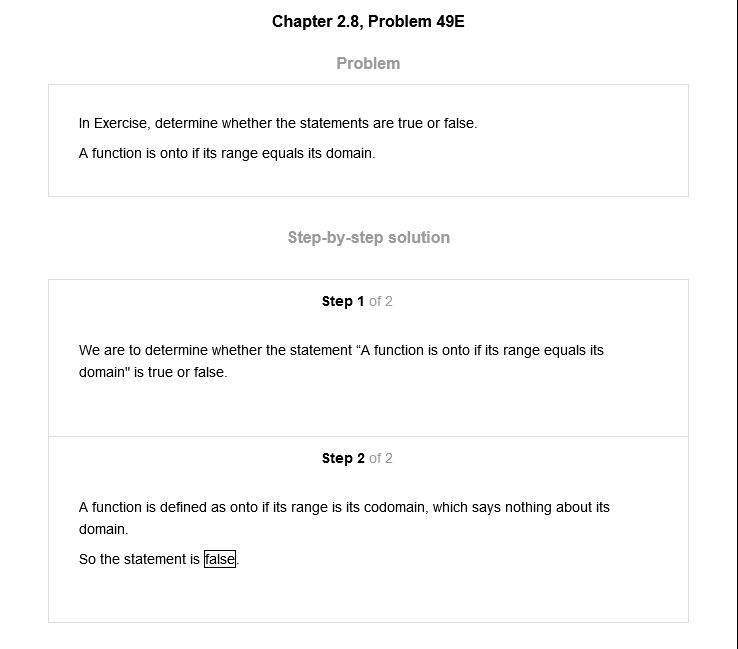 Chapter 2.8, Problem 49E
Problem
In Exercise, determine whether the statements are true or false.
A function is onto if its range equals its domain.
Step-by-step solution
Step 1 of 2
We are to determine whether the statement “A function is onto if its range equals its
domain" is true or false.
Step 2 of 2
A function is defined as onto if its range is its codomain, which says nothing about its
domain.
So the statement is false.